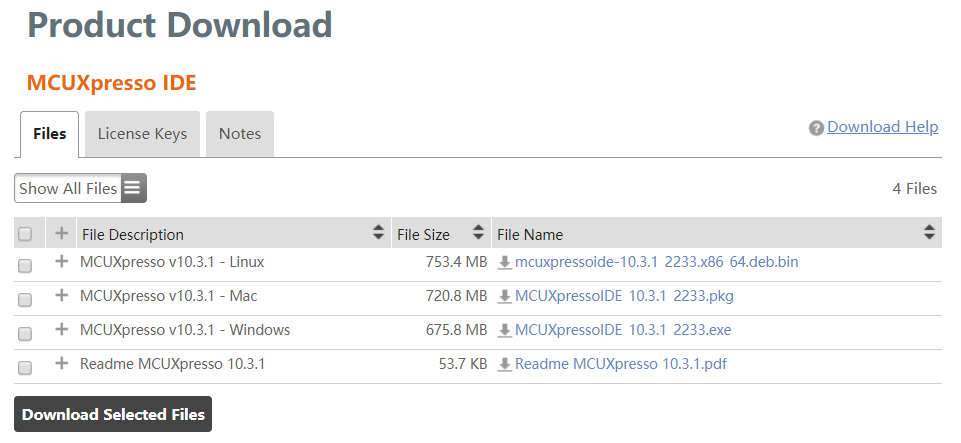 Product Download
MCUXpresso IDE
Files License Keys Notes
Download Help
Show All Files
4 Files
File Description File Size File Name
MCUXpresso v10.3.1 - Linux 753.4 MB mcuxpressoide-10.3.1 2233.x86 64.deb.bin
MCUXpresso v10.3.1 - Mac 720.8 MB MCUXpressoIDE 10.3.1 2233.pkg
MCUXpresso v10.3.1 - Windows 675.8 MB MCUXpressoIDE 10.3.1 2233.exe
Readme MCUXpresso 10.3.1 53.7 KB Readme MCUXpresso 10.3.1.pdf
Download Selected Files